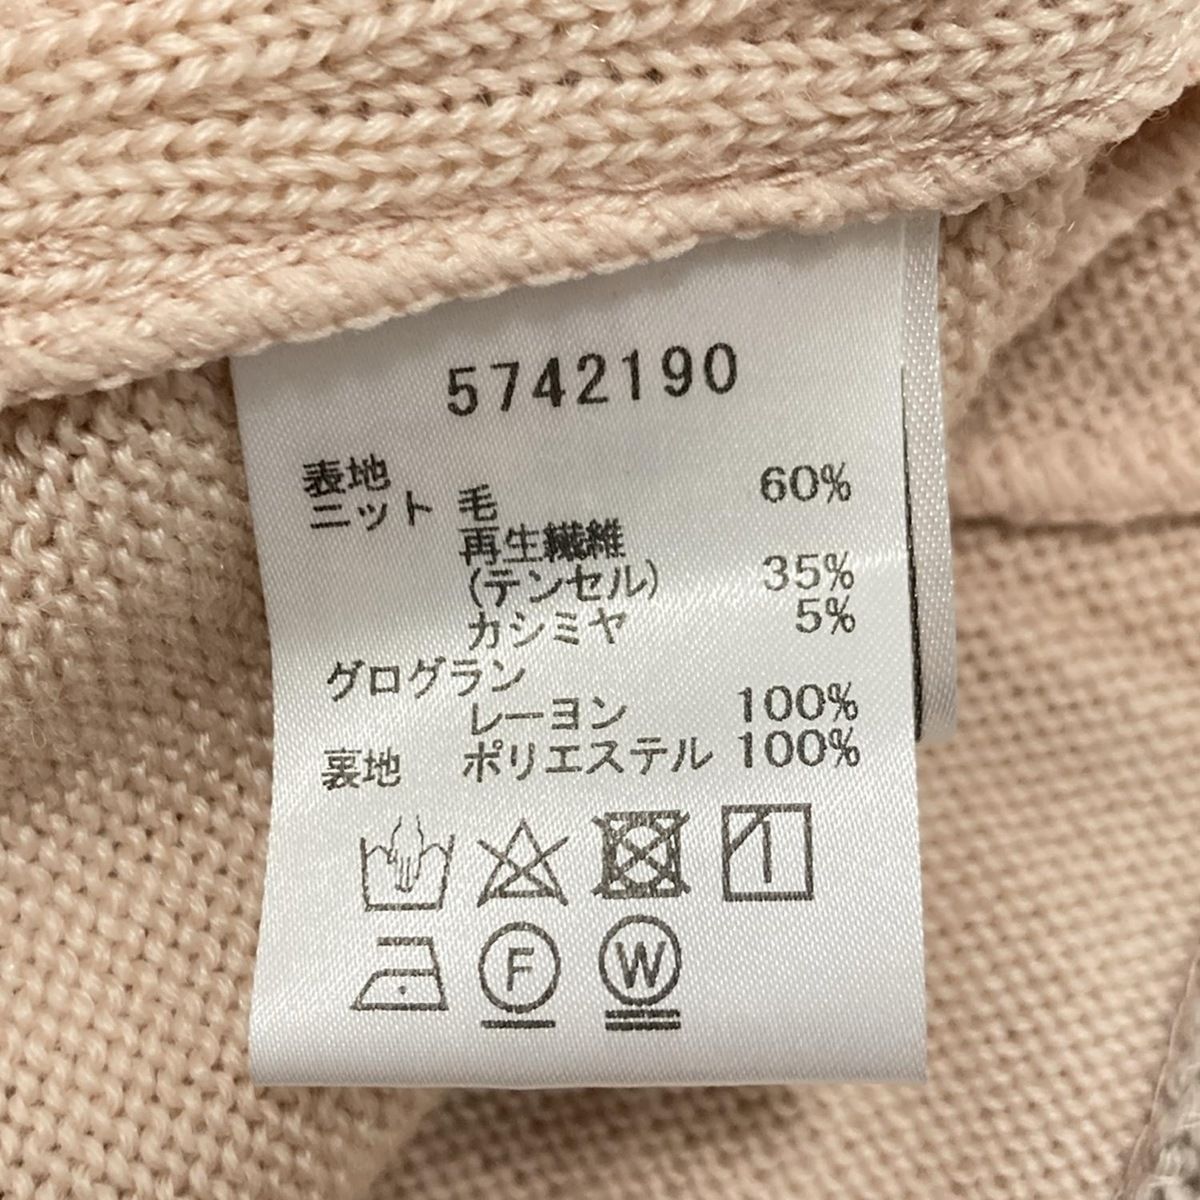 5742190
表地
ニット 毛 60%
再生繊維
(テンセル) 35%
カシミヤ 5%
グログラン
レーヨン 100%
裏地 ポリエステル 100%
F W